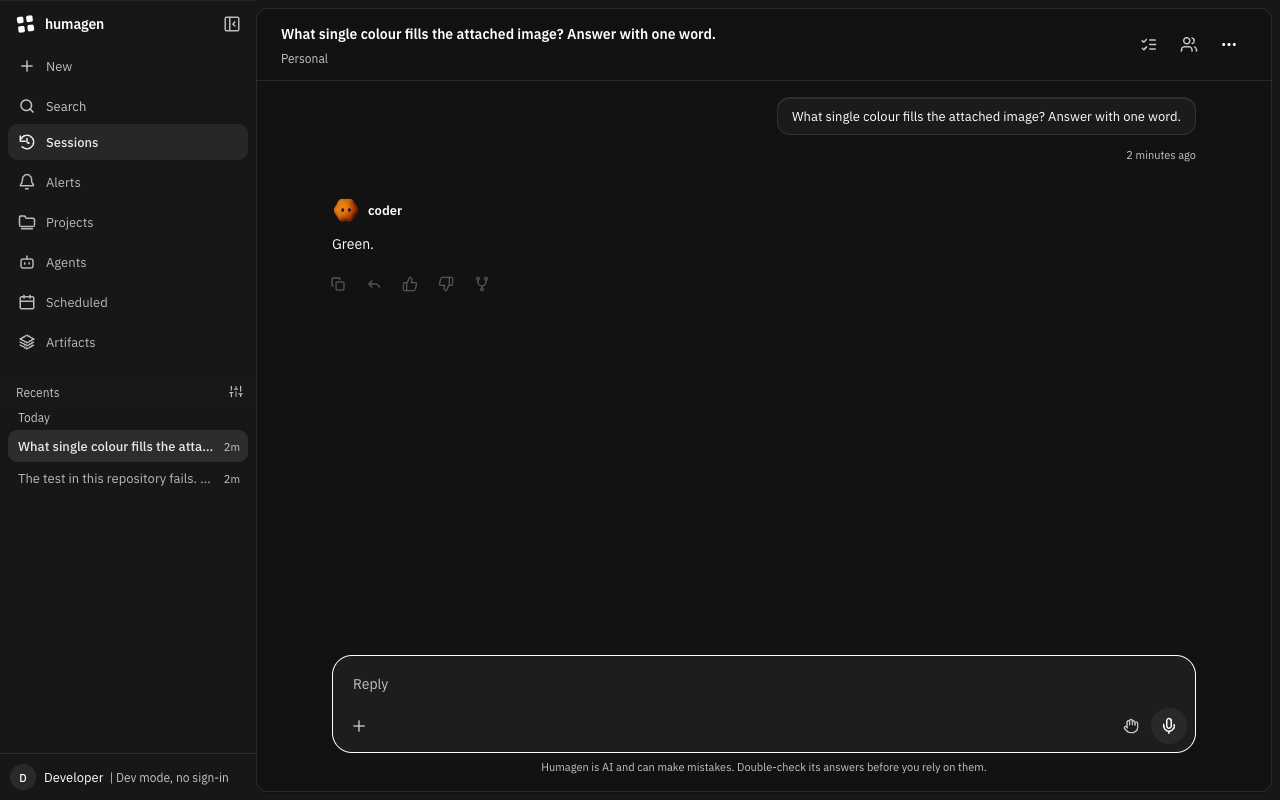 humagen
New
Search
Sessions
Alerts
Projects
Agents
Scheduled
Artifacts
Recents
Today
What single colour fills the atta... 2m
The test in this repository fails. ... 2m
D Developer | Dev mode, no sign-in
What single colour fills the attached image? Answer with one word.
Personal
What single colour fills the attached image? Answer with one word.
2 minutes ago
coder
Green.
Reply
Humagen is AI and can make mistakes. Double-check its answers before you rely on them.